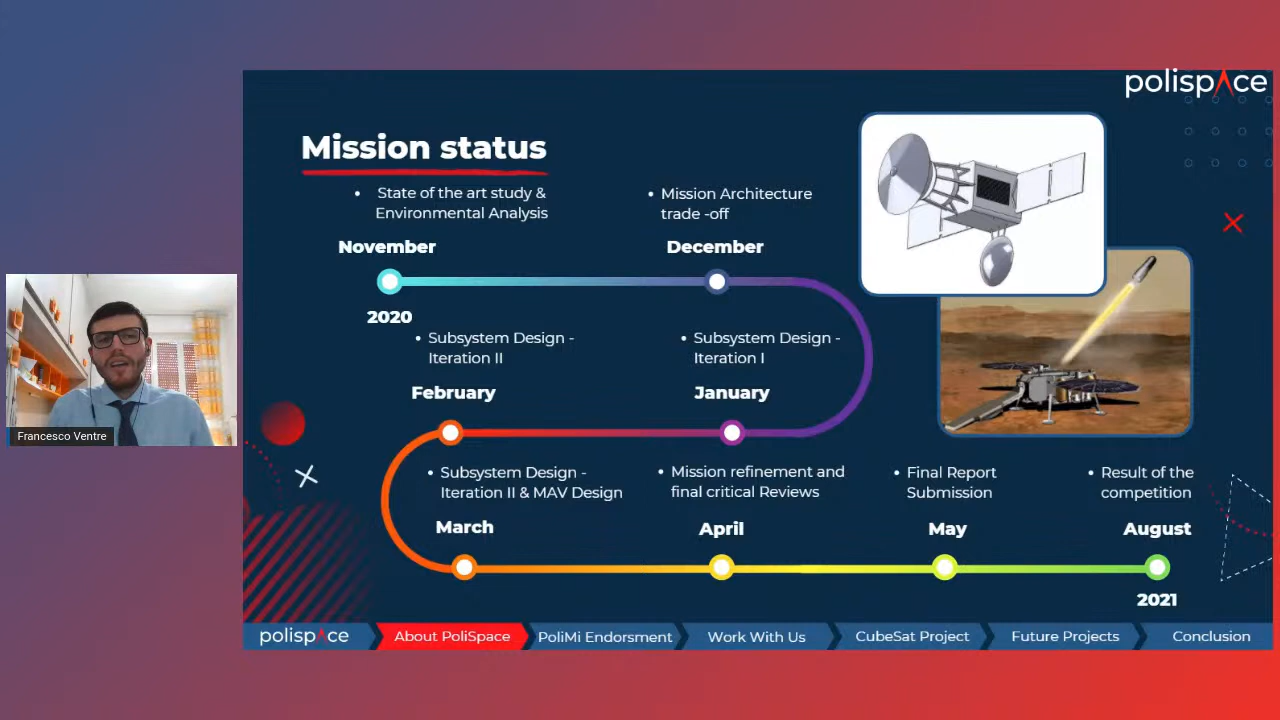 polispace
Mission status
• State of the art study &
Environmental Analysis
• Mission Architecture
trade -off
November
December
2020
• Subsystem Design -
Iteration II
• Subsystem Design -
Iteration I
February
January
Francesco Ventre
• Subsystem Design -
Iteration II & MAV Design
• Mission refinement and
final critical Reviews
• Final Report
Submission
• Result of the
competition
March
April
May
August
2021
polispace
About PoliSpace
PoliMi Endorsment
Work With Us
CubeSat Project
Future Projects
Conclusion